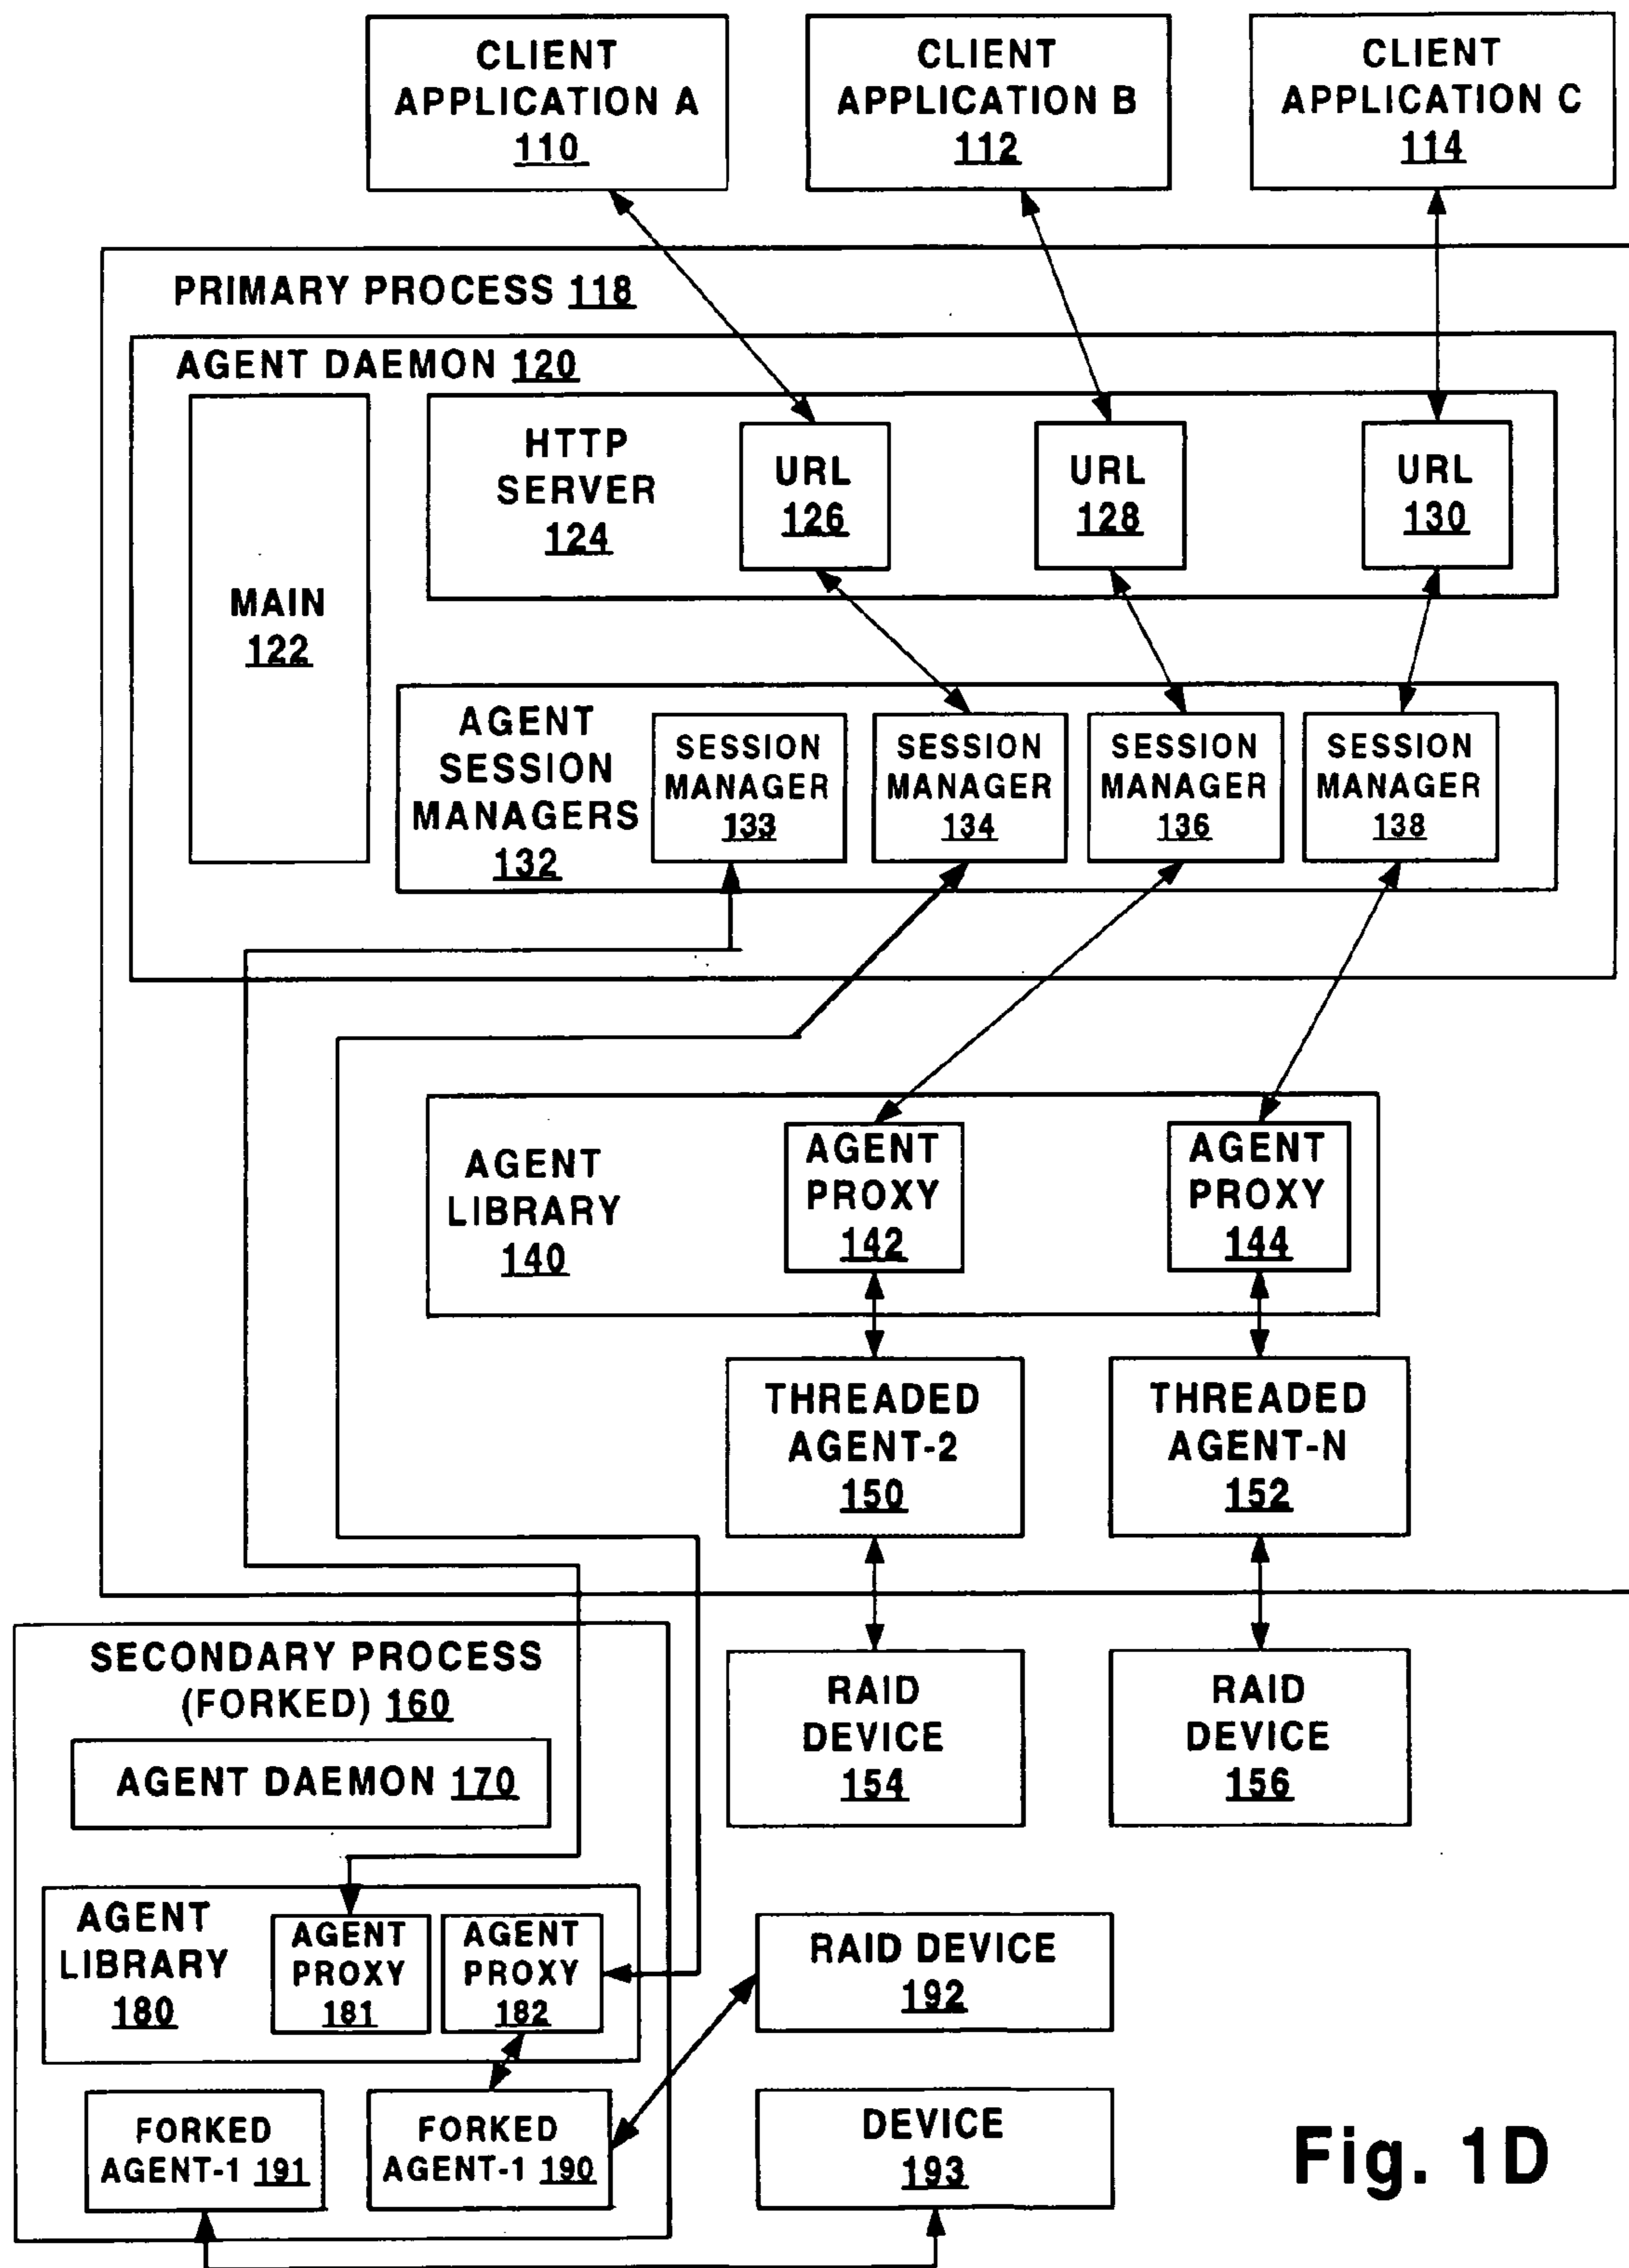 CLIENT
APPLICATION A
110
CLIENT
APPLICATION B
112
CLIENT
APPLICATION C
114
PRIMARY PROCESS 118
AGENT DAEMON 120
MAIN
122
HTTP
SERVER
124
URL
126
URL
128
URL
130
AGENT
SESSION
MANAGERS
132
SESSION
MANAGER
133
SESSION
MANAGER
134
SESSION
MANAGER
136
SESSION
MANAGER
138
AGENT
LIBRARY
140
AGENT
PROXY
142
AGENT
PROXY
144
THREADED
AGENT-2
150
THREADED
AGENT-N
152
RAID
DEVICE
154
RAID
DEVICE
156
SECONDARY PROCESS
(FORKED) 160
AGENT DAEMON 170
AGENT
LIBRARY
180
AGENT
PROXY
181
AGENT
PROXY
182
RAID DEVICE
192
FORKED
AGENT-1 191
FORKED
AGENT-1 190
DEVICE
193
Fig. 1D